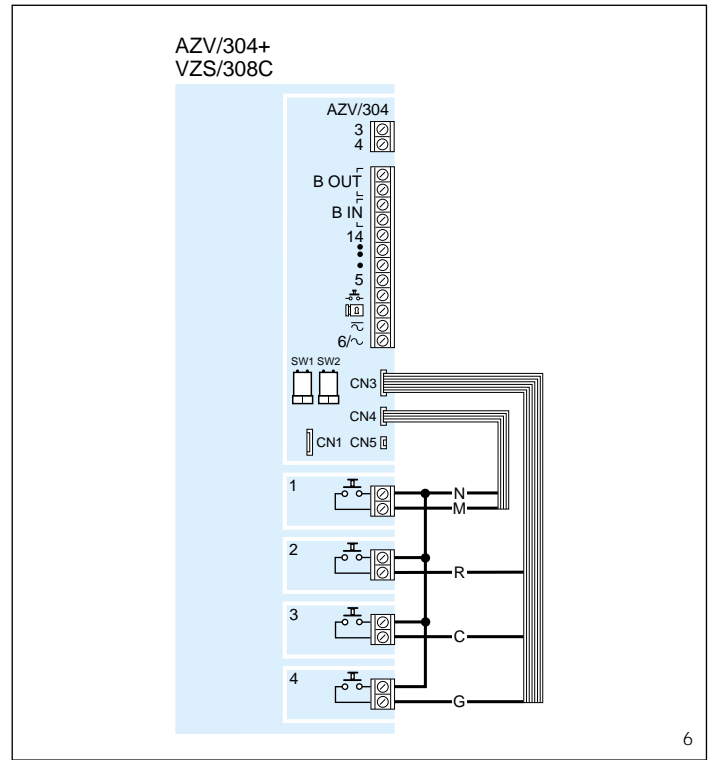 AZV/304+
VZS/308C
AZV/304
3
4
B OUT
B IN
14
5
6/~
SW1 SW2
CN3
CN4
CN1 CN5
1
N
M
2
R
3
C
4
G
6